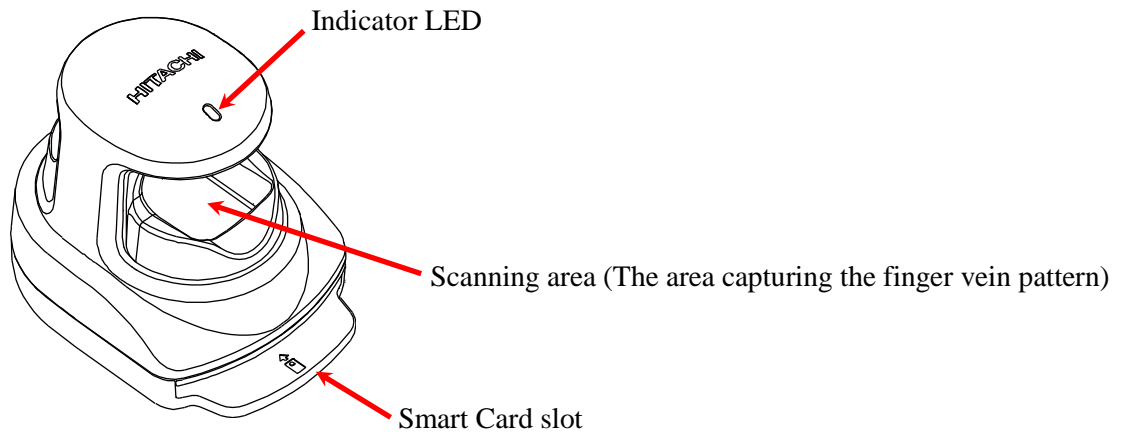 Indicator LED
HITACHI
Scanning area (The area capturing the finger vein pattern)
Smart Card slot